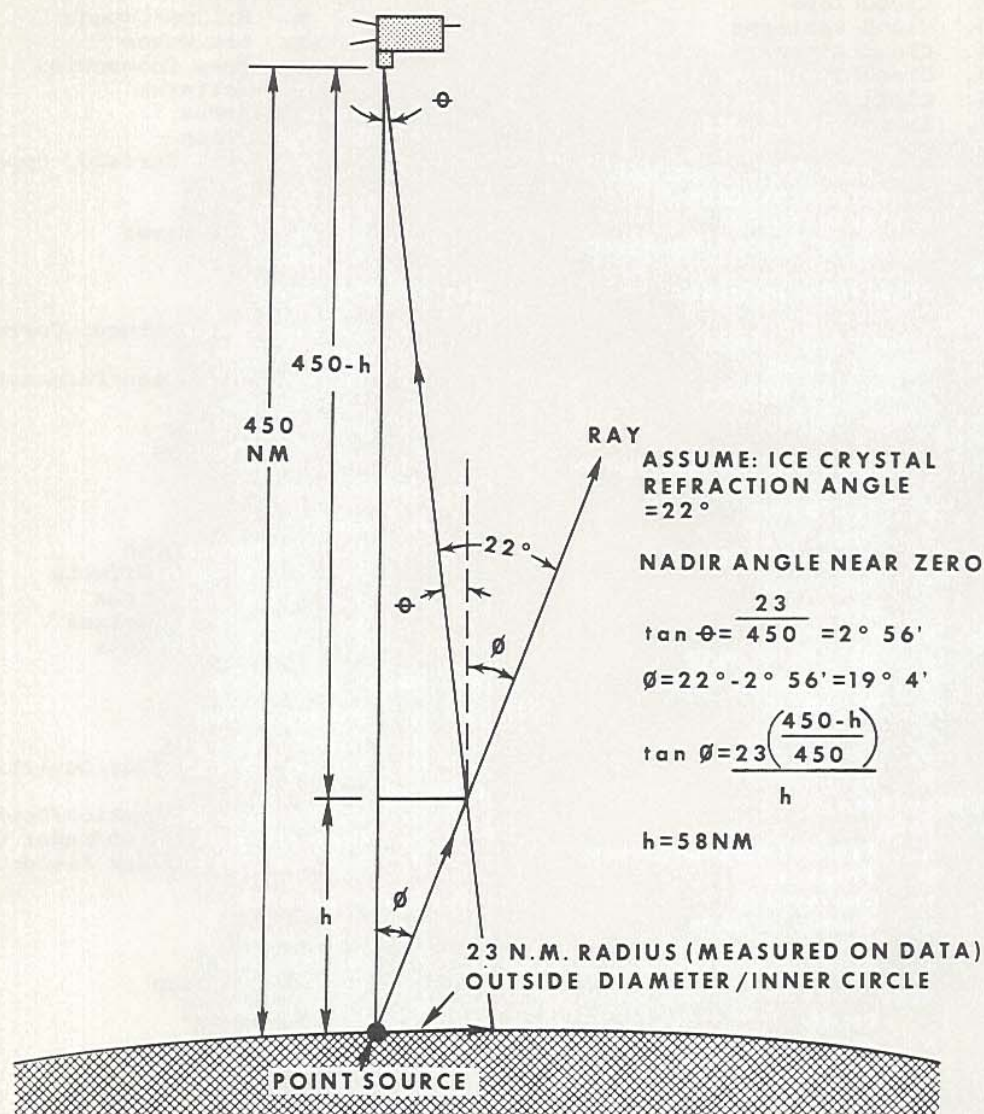 θ
450-h
450
NM
RAY
ASSUME: ICE CRYSTAL
REFRACTION ANGLE
=22°
22°
NADIR ANGLE NEAR ZERO
θ
tan θ= 23/450 =2° 56'
Ø
Ø=22°-2° 56'=19° 4'
tan Ø= 23(450-h/450)/h
h=58NM
h
Ø
23 N.M. RADIUS (MEASURED ON DATA)
OUTSIDE DIAMETER/INNER CIRCLE
POINT SOURCE